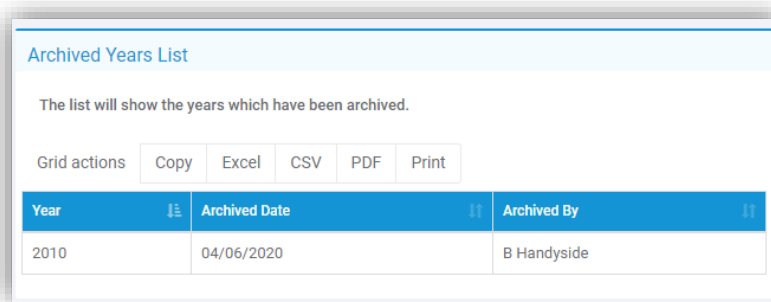 Archived Years List
The list will show the years which have been archived.
Grid actions Copy Excel CSV PDF Print
Year Archived Date Archived By
2010 04/06/2020 B Handyside